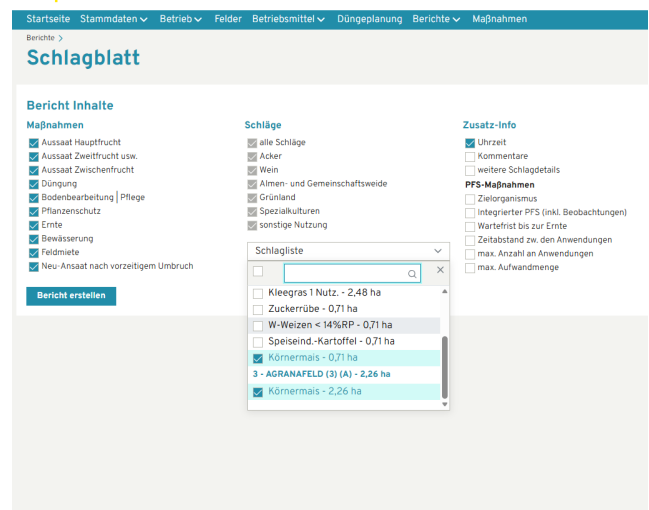 Startseite Stammdaten Betrieb Felder Betriebsmittel Düngeplanung Berichte Maßnahmen
Berichte >
Schlagblatt
Bericht Inhalte
Maßnahmen
Aussaat Hauptfrucht
Aussaat Zweitfrucht usw.
Aussaat Zwischenfrucht
Düngung
Bodenbearbeitung | Pflege
Pflanzenschutz
Ernte
Bewässerung
Feldmiete
Neu-Ansaat nach vorzeitigem Umbruch
Bericht erstellen
Schläge
alle Schläge
Acker
Wein
Almen- und Gemeinschaftsweide
Grünland
Spezialkulturen
sonstige Nutzung
Schlagliste
Kleegras 1 Nutz. - 2,48 ha
Zuckerrübe - 0,71 ha
W-Weizen < 14%RP - 0,71 ha
Speiseind.-Kartoffel - 0,71 ha
Körnermais - 0,71 ha
3 - AGRANAFELD (3) (A) - 2,26 ha
Körnermais - 2,26 ha
Zusatz-Info
Uhrzeit
Kommentare
weitere Schlagdetails
PFS-Maßnahmen
Zielorganismus
Integrierter PFS (inkl. Beobachtungen)
Wartefrist bis zur Ernte
Zeitabstand zw. den Anwendungen
max. Anzahl an Anwendungen
max. Aufwandmenge